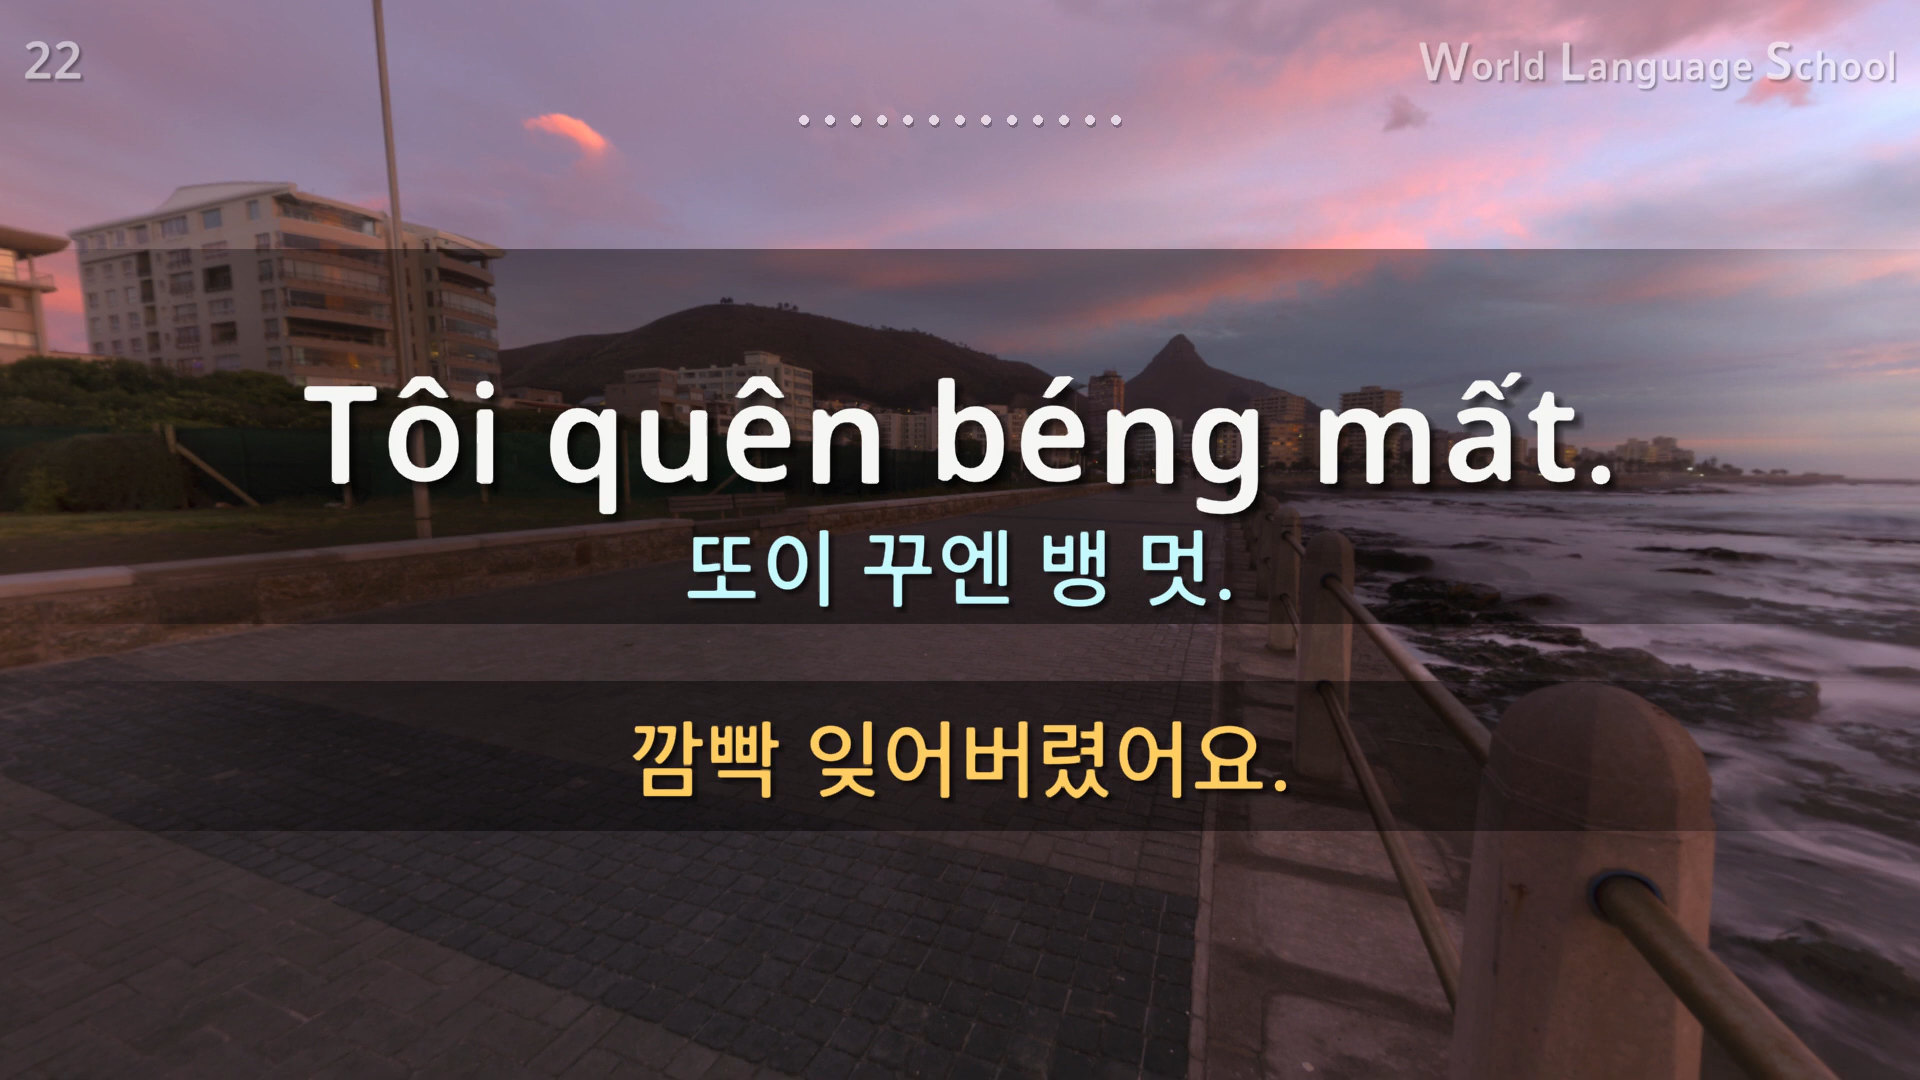 22
World Language School
Tôi quên béng mất.
또이 꾸엔 뱅 멋.
깜빡 잊어버렸어요.